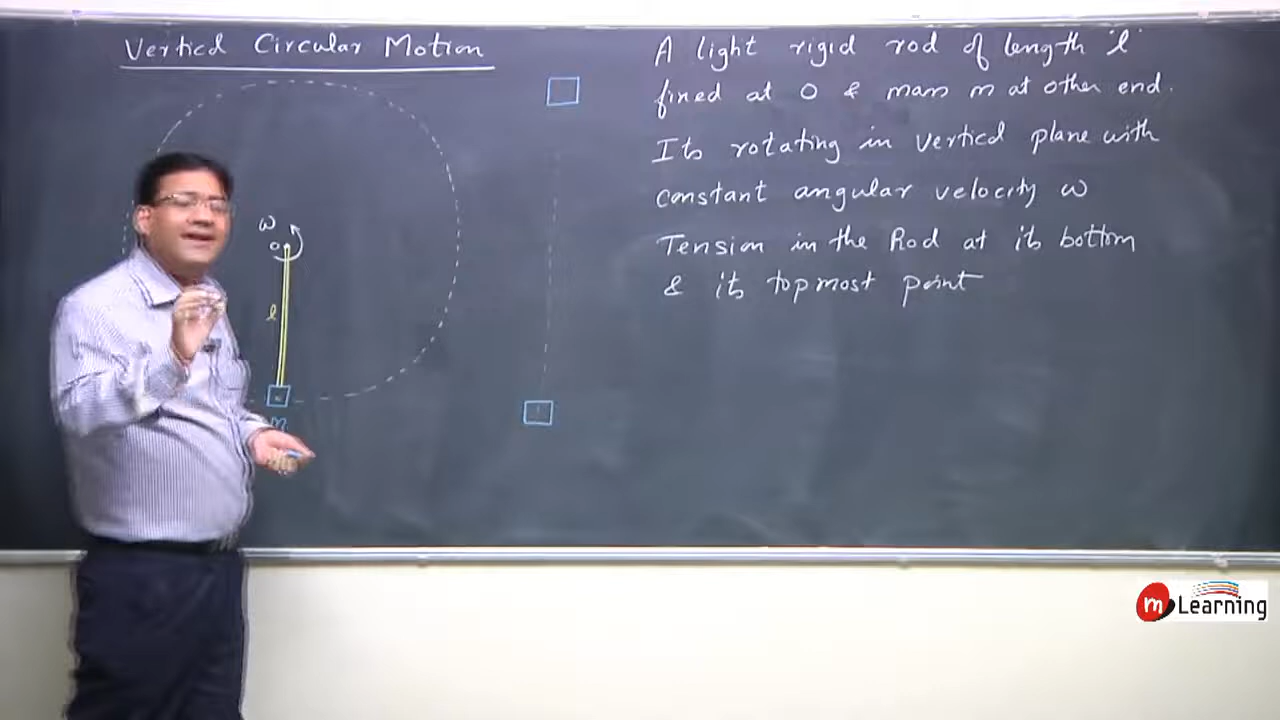 Vertical Circular Motion
A light rigid rod of length 'l'
fixed at O & mass m at other end.
Its rotating in vertical plane with
constant angular velocity ω
Tension in the Rod at its bottom
& its topmost point
ω
O
l
m
m Learning